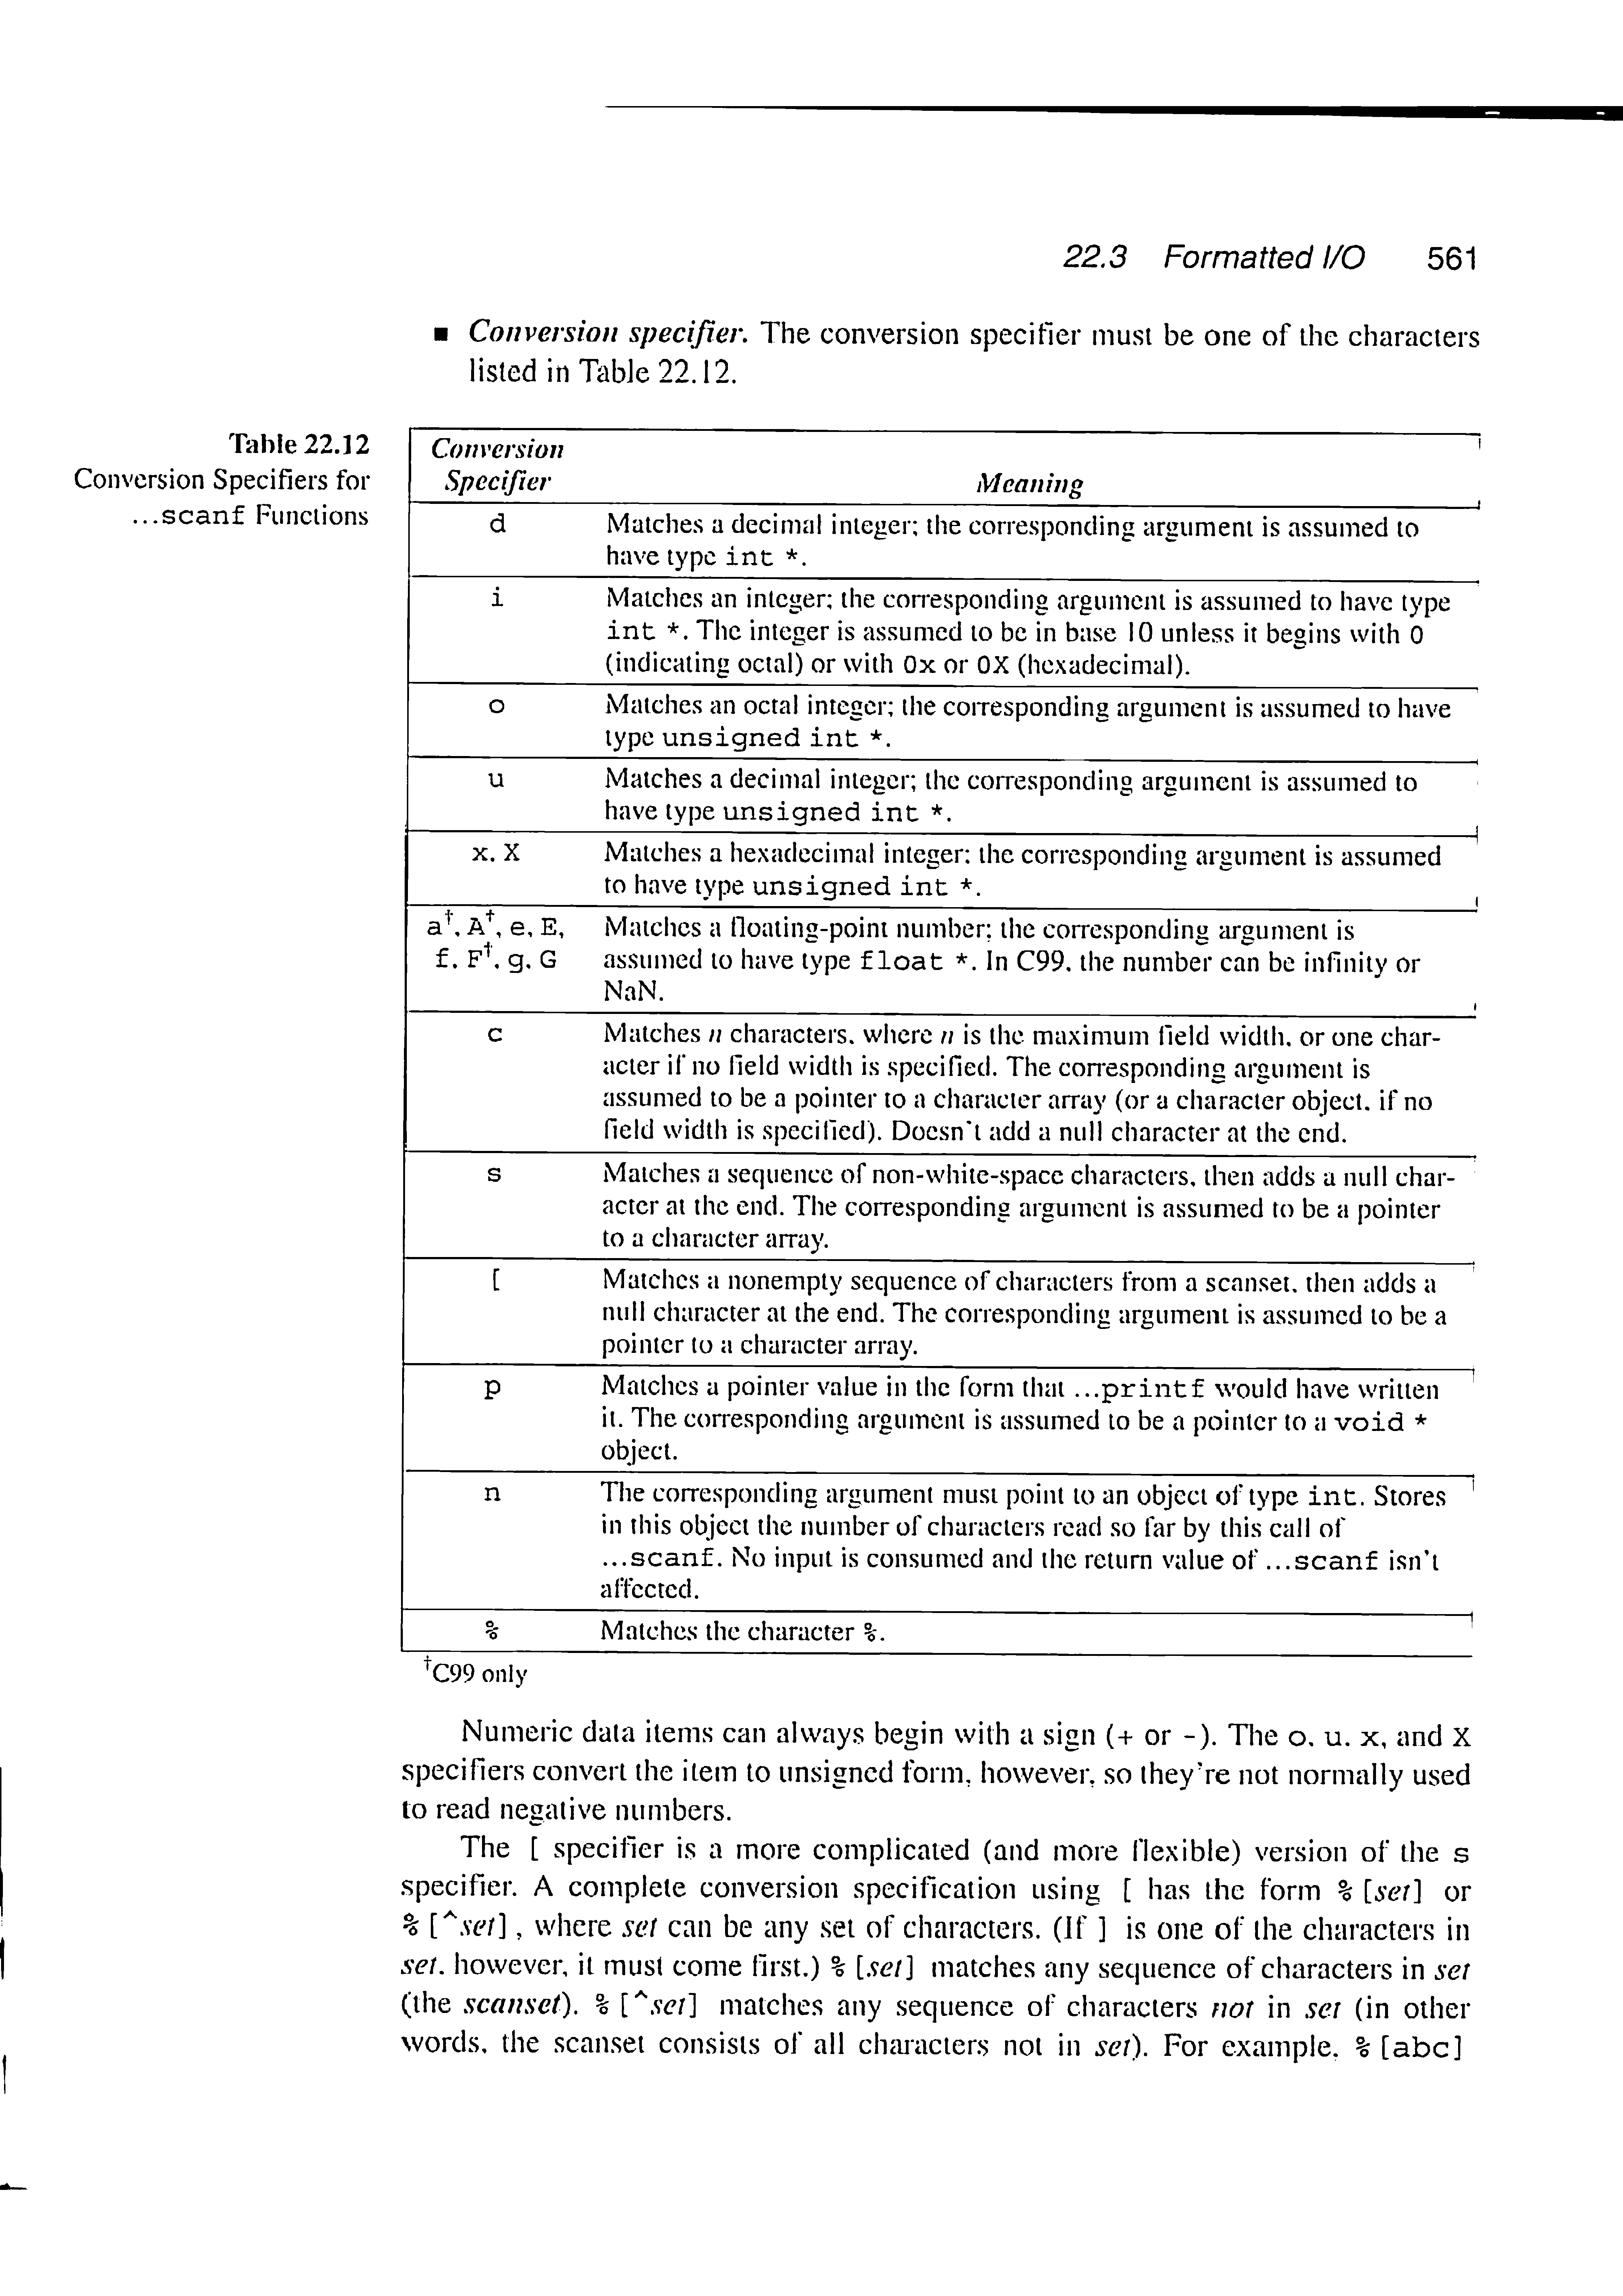 22.3 Formatted I/O 561
■ Conversion specifier. The conversion specifier must be one of the characters
listed in Table 22.12.
Table 22.12
Conversion Specifiers for
...scanf Functions
Conversion
Specifier Meaning
d Matches a decimal integer; the corresponding argument is assumed to
have type int *.
i Matches an integer; the corresponding argument is assumed to have type
int *. The integer is assumed to be in base 10 unless it begins with 0
(indicating octal) or with 0x or 0X (hexadecimal).
o Matches an octal integer; the corresponding argument is assumed to have
type unsigned int *.
u Matches a decimal integer; the corresponding argument is assumed to
have type unsigned int *.
x, X Matches a hexadecimal integer; the corresponding argument is assumed
to have type unsigned int *.
a†, A†, e, E, Matches a floating-point number; the corresponding argument is
f, F†, g, G assumed to have type float *. In C99, the number can be infinity or
NaN.
c Matches n characters, where n is the maximum field width, or one char-
acter if no field width is specified. The corresponding argument is
assumed to be a pointer to a character array (or a character object, if no
field width is specified). Doesn't add a null character at the end.
s Matches a sequence of non-white-space characters, then adds a null char-
acter at the end. The corresponding argument is assumed to be a pointer
to a character array.
[ Matches a nonempty sequence of characters from a scanset, then adds a
null character at the end. The corresponding argument is assumed to be a
pointer to a character array.
p Matches a pointer value in the form that ...printf would have written
it. The corresponding argument is assumed to be a pointer to a void *
object.
n The corresponding argument must point to an object of type int. Stores
in this object the number of characters read so far by this call of
...scanf. No input is consumed and the return value of ...scanf isn't
affected.
% Matches the character %.
†C99 only
Numeric data items can always begin with a sign (+ or -). The o, u, x, and X
specifiers convert the item to unsigned form, however, so they're not normally used
to read negative numbers.
The [ specifier is a more complicated (and more flexible) version of the s
specifier. A complete conversion specification using [ has the form %[set] or
%[^set], where set can be any set of characters. (If ] is one of the characters in
set, however, it must come first.) %[set] matches any sequence of characters in set
(the scanset). %[^set] matches any sequence of characters not in set (in other
words, the scanset consists of all characters not in set). For example, %[abc]